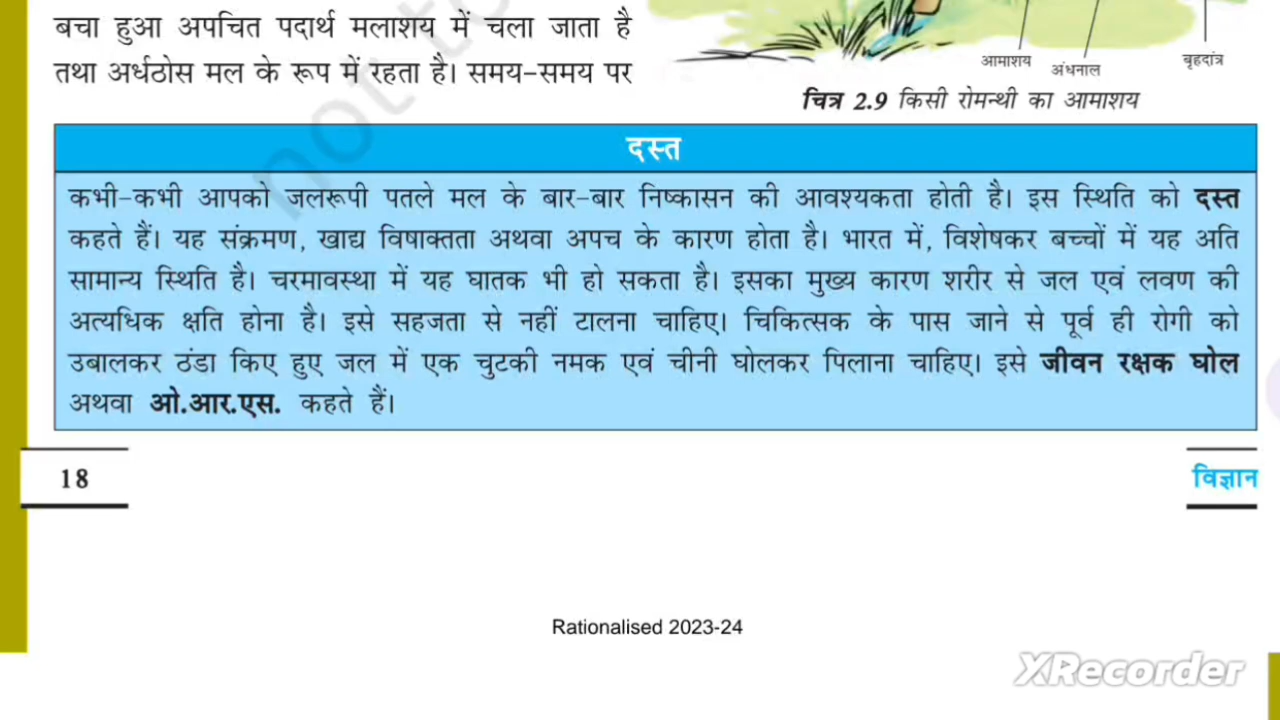 बचा हुआ अपचित पदार्थ मलाशय में चला जाता है
तथा अर्धठोस मल के रूप में रहता है। समय-समय पर
आमाशय
अंधनाल
बृहदांत्र
चित्र 2.9 किसी रोमन्थी का आमाशय
not to
दस्त
कभी-कभी आपको जलरूपी पतले मल के बार-बार निष्कासन की आवश्यकता होती है। इस स्थिति को दस्त
कहते हैं। यह संक्रमण, खाद्य विषाक्तता अथवा अपच के कारण होता है। भारत में, विशेषकर बच्चों में यह अति
सामान्य स्थिति है। चरमावस्था में यह घातक भी हो सकता है। इसका मुख्य कारण शरीर से जल एवं लवण की
अत्यधिक क्षति होना है। इसे सहजता से नहीं टालना चाहिए। चिकित्सक के पास जाने से पूर्व ही रोगी को
उबालकर ठंडा किए हुए जल में एक चुटकी नमक एवं चीनी घोलकर पिलाना चाहिए। इसे जीवन रक्षक घोल
अथवा ओ.आर.एस. कहते हैं।
18
विज्ञान
Rationalised 2023-24
XRecorder